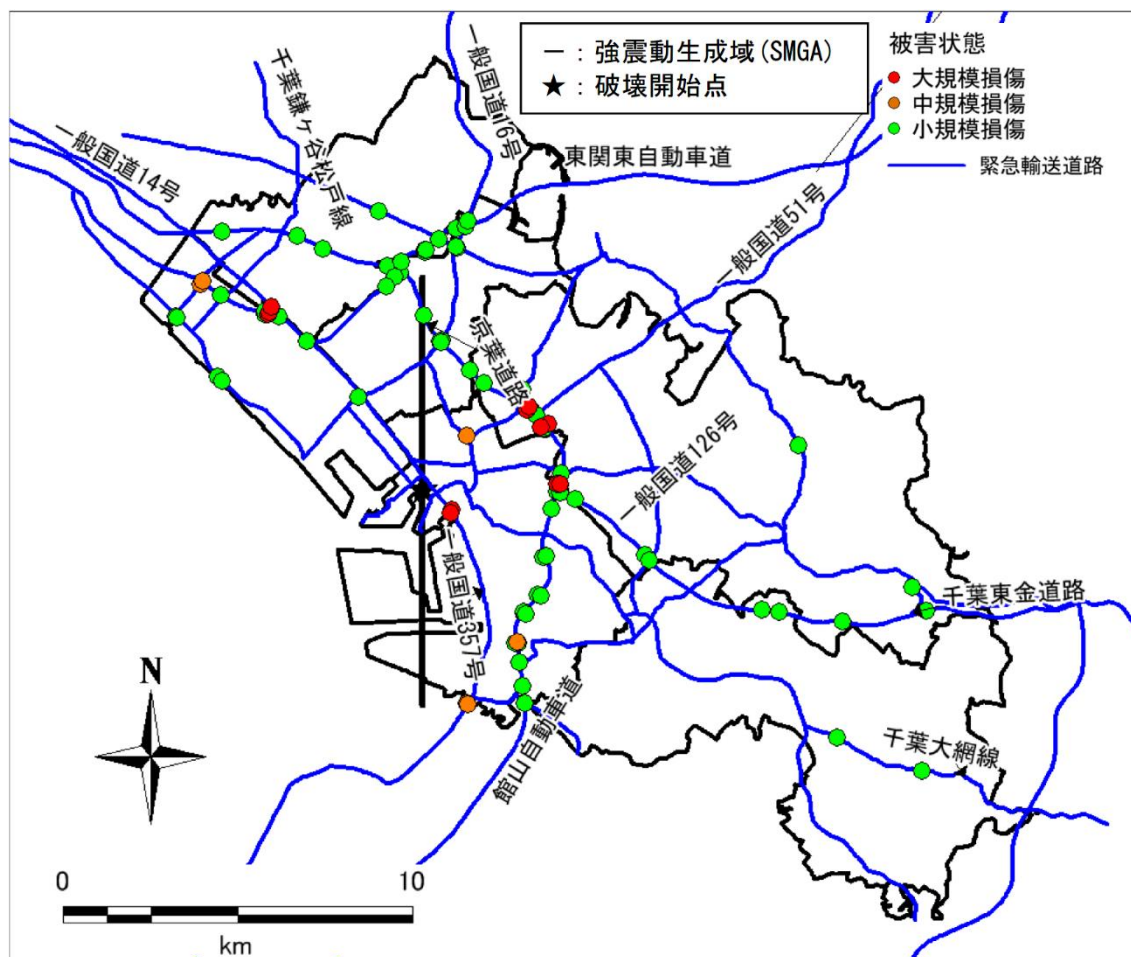 一般国道16号
ー：強震動生成域(SMGA)
★：破壊開始点
被害状態
大規模損傷
中規模損傷
小規模損傷
緊急輸送道路
千葉鎌ヶ谷松戸線
一般国道14号
東関東自動車道
一般国道51号
京葉道路
一般国道126号
一般国道357号
千葉東金道路
館山自動車道
千葉大網線
N
0 10
km